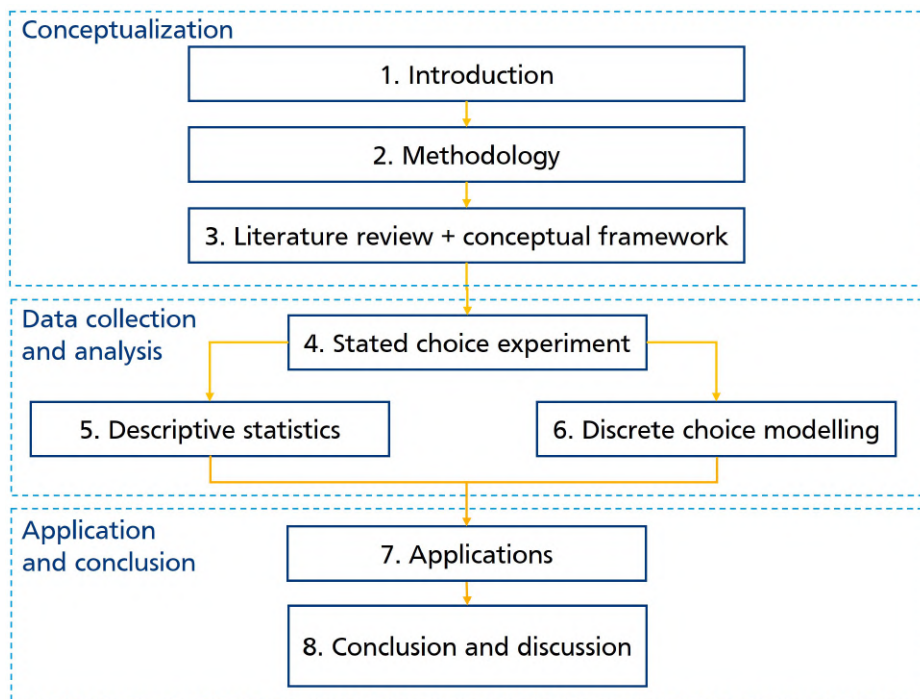 Conceptualization
1. Introduction
2. Methodology
3. Literature review + conceptual framework
Data collection
and analysis
4. Stated choice experiment
5. Descriptive statistics
6. Discrete choice modelling
Application
and conclusion
7. Applications
8. Conclusion and discussion